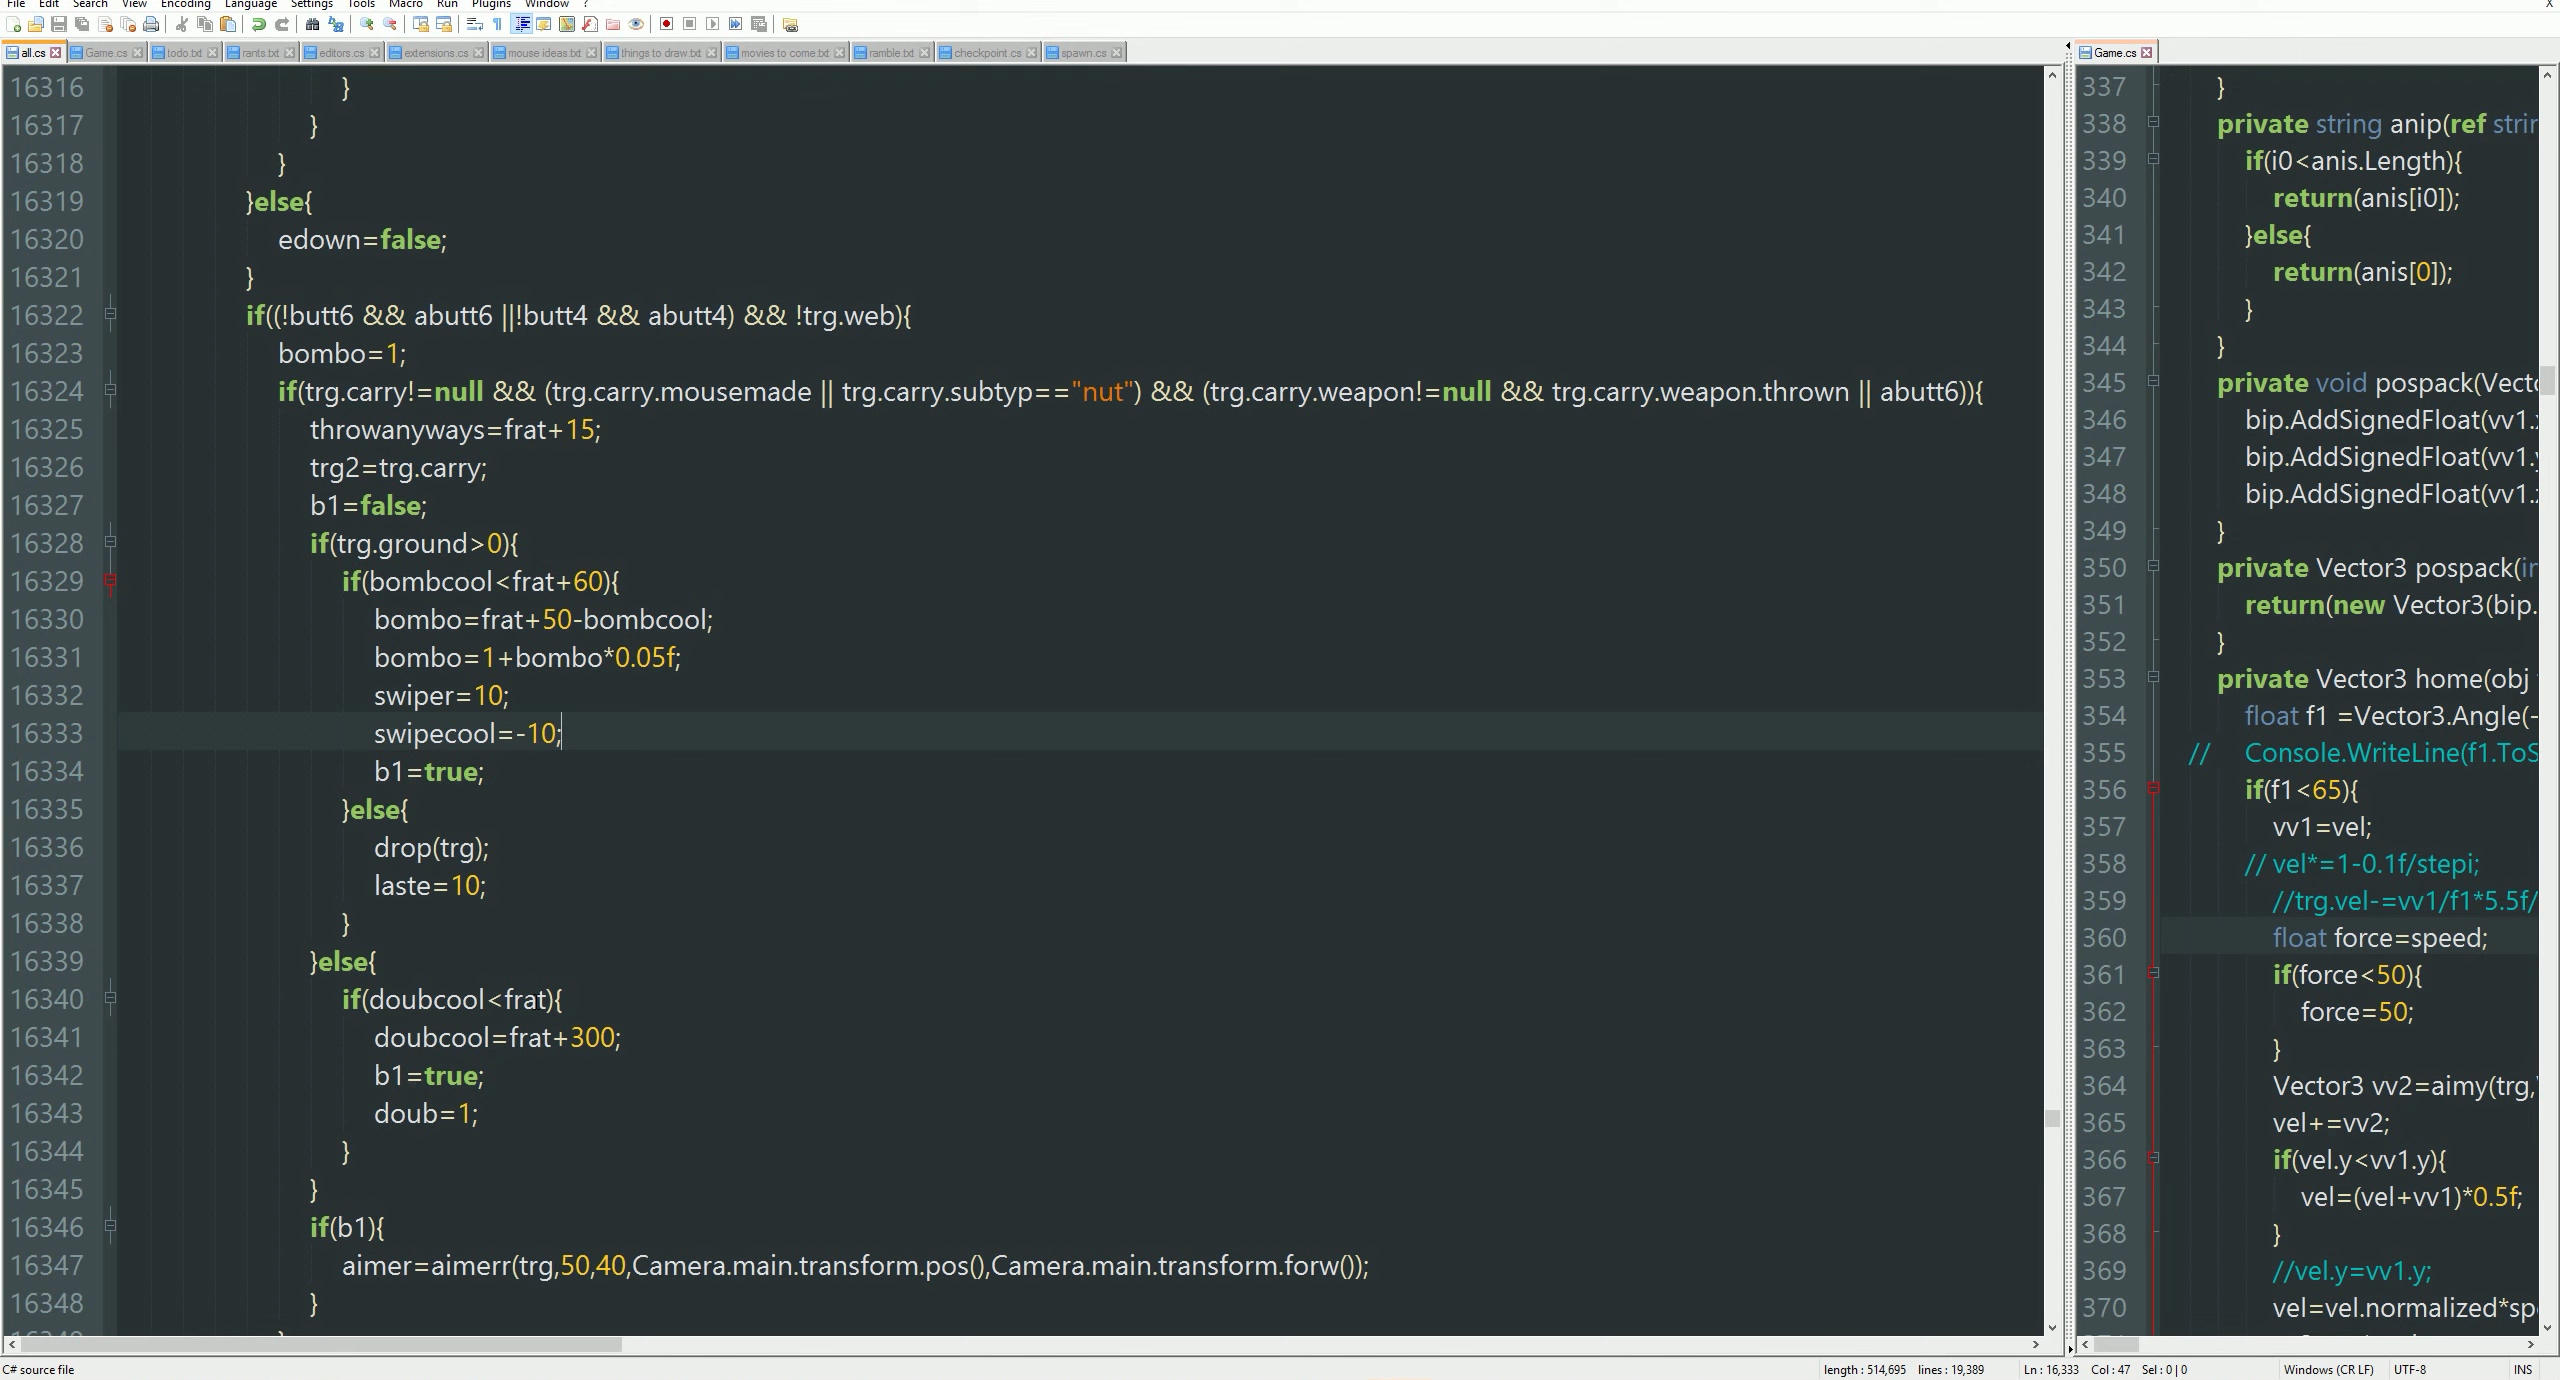 File Edit Search View Encoding Language Settings Tools Macro Run Plugins Window ? X
all.cs Game.cs todo.txt rants.txt editors.cs extensions.cs mouse ideas.txt things to draw.txt movies to come.txt ramble.txt checkpoint.cs spawn.cs
16316 }
16317 }
16318 }
16319 }else{
16320 edown=false;
16321 }
16322 if((!butt6 && abutt6 ||!butt4 && abutt4) && !trg.web){
16323 bombo=1;
16324 if(trg.carry!=null && (trg.carry.mousemade || trg.carry.subtyp=="nut") && (trg.carry.weapon!=null && trg.carry.weapon.thrown || abutt6)){
16325 throwanyways=frat+15;
16326 trg2=trg.carry;
16327 b1=false;
16328 if(trg.ground>0){
16329 if(bombcool<frat+60){
16330 bombo=frat+50-bombcool;
16331 bombo=1+bombo*0.05f;
16332 swiper=10;
16333 swipecool=-10;
16334 b1=true;
16335 }else{
16336 drop(trg);
16337 laste=10;
16338 }
16339 }else{
16340 if(doubcool<frat){
16341 doubcool=frat+300;
16342 b1=true;
16343 doub=1;
16344 }
16345 }
16346 if(b1){
16347 aimer=aimerr(trg,50,40,Camera.main.transform.pos(),Camera.main.transform.forw());
16348 }
Game.cs
337 }
338 private string anip(ref strin
339 if(i0<anis.Length){
340 return(anis[i0]);
341 }else{
342 return(anis[0]);
343 }
344 }
345 private void pospack(Vecto
346 bip.AddSignedFloat(vv1.x
347 bip.AddSignedFloat(vv1.y
348 bip.AddSignedFloat(vv1.z
349 }
350 private Vector3 pospack(in
351 return(new Vector3(bip.
352 }
353 private Vector3 home(obj
354 float f1 =Vector3.Angle(-
355 // Console.WriteLine(f1.ToS
356 if(f1<65){
357 vv1=vel;
358 // vel*=1-0.1f/stepi;
359 //trg.vel-=vv1/f1*5.5f/
360 float force=speed;
361 if(force<50){
362 force=50;
363 }
364 Vector3 vv2=aimy(trg,
365 vel+=vv2;
366 if(vel.y<vv1.y){
367 vel=(vel+vv1)*0.5f;
368 }
369 //vel.y=vv1.y;
370 vel=vel.normalized*spe
C# source file length : 514,695 lines : 19,389 Ln : 16,333 Col : 47 Sel : 0 | 0 Windows (CR LF) UTF-8 INS